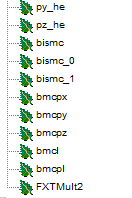 py_he
pz_he
bismc
bismc_0
bismc_1
bmcpx
bmcpy
bmcpz
bmcl
bmcpl
FXTMult2